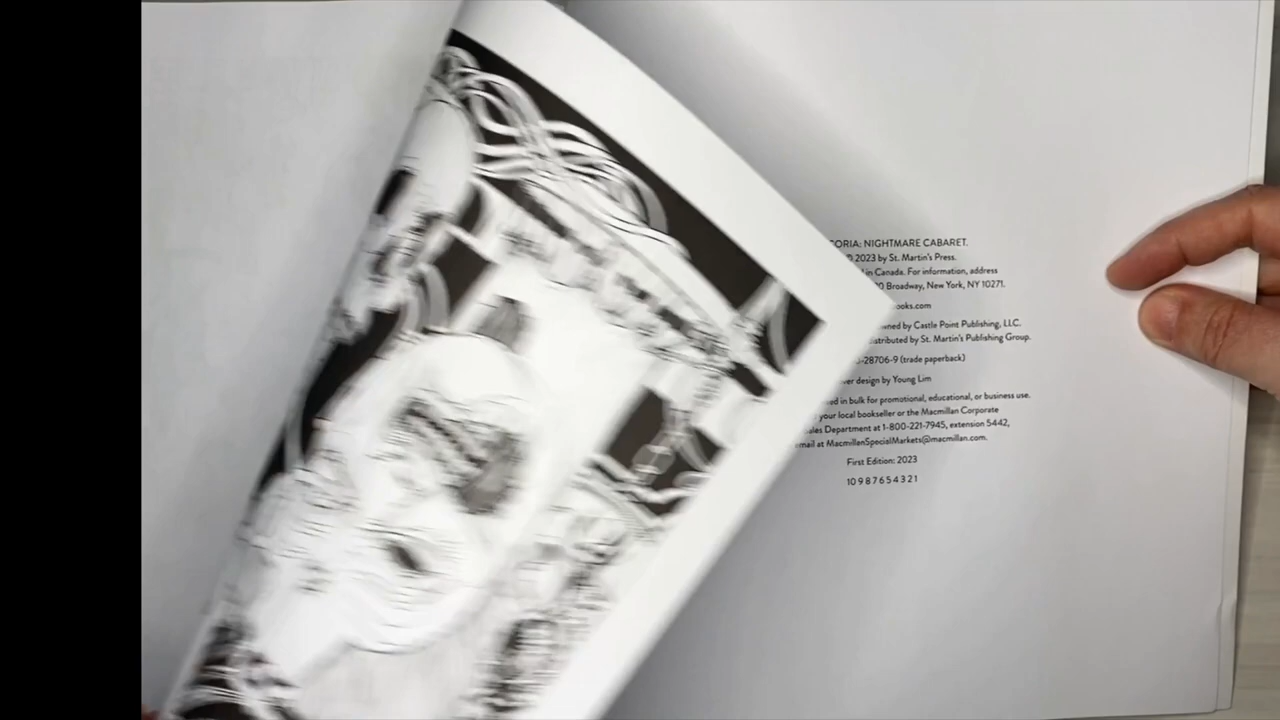 ORIA: NIGHTMARE CABARET.
© 2023 by St. Martin's Press.
in Canada. For information, address
Broadway, New York, NY 10271.
ooks.com
owned by Castle Point Publishing, LLC.
distributed by St. Martin's Publishing Group.
-28706-9 (trade paperback)
design by Young Lim
in bulk for promotional, educational, or business use.
your local bookseller or the Macmillan Corporate
ales Department at 1-800-221-7945, extension 5442,
mail at MacmillanSpecialMarkets@macmillan.com.
First Edition: 2023
10 9 8 7 6 5 4 3 2 1